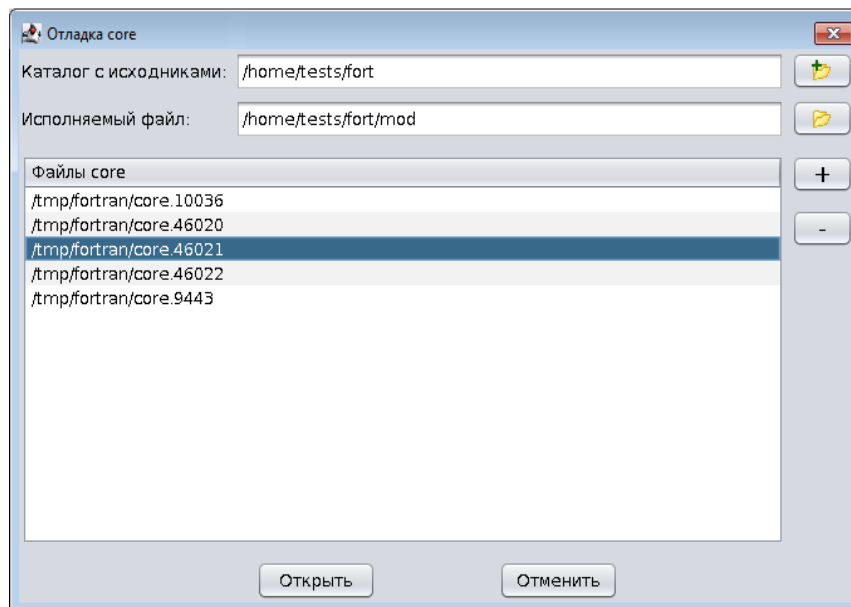 Отладка core
Каталог с исходниками: /home/tests/fort
Исполняемый файл: /home/tests/fort/mod
Файлы core
+
/tmp/fortran/core.10036
/tmp/fortran/core.46020
-
/tmp/fortran/core.46021
/tmp/fortran/core.46022
/tmp/fortran/core.9443
Открыть Отменить